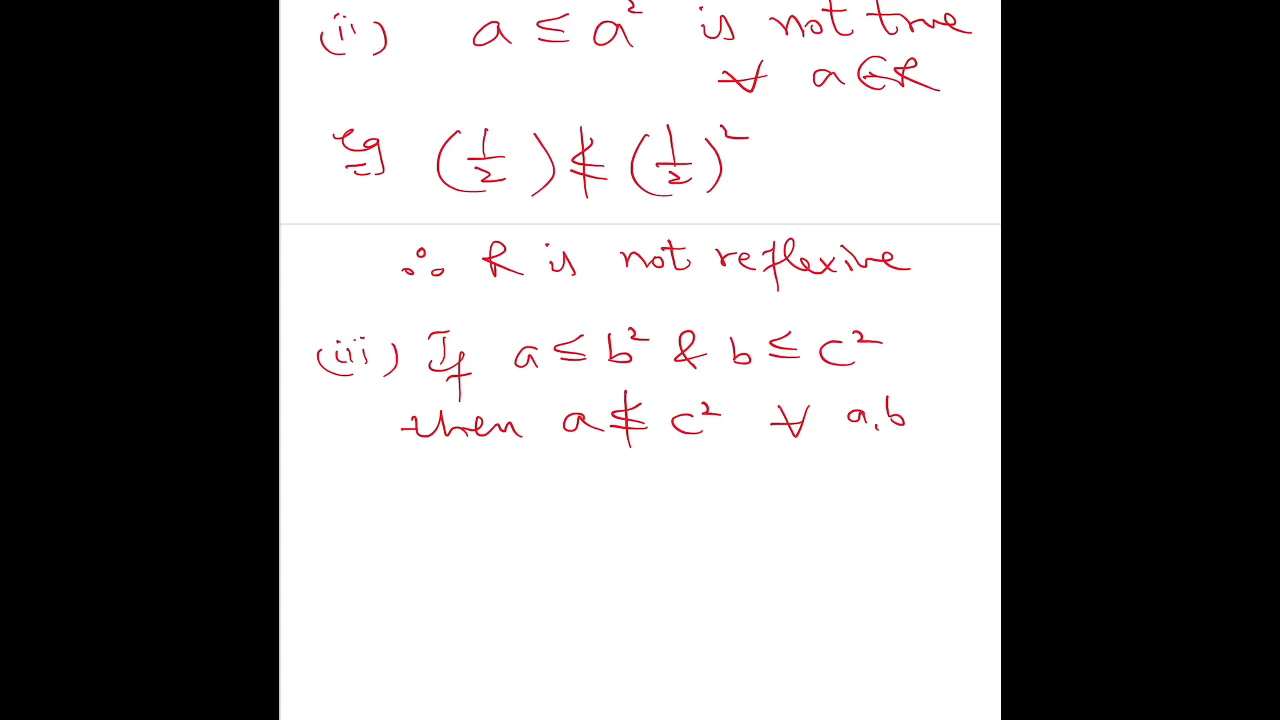 (ii) a ≤ a² is not true
∀ a ∈ R
eg (1/2) ≰ (1/2)²
∴ R is not reflexive
(iii) If a ≤ b² & b ≤ c²
then a ≰ c² ∀ a,b